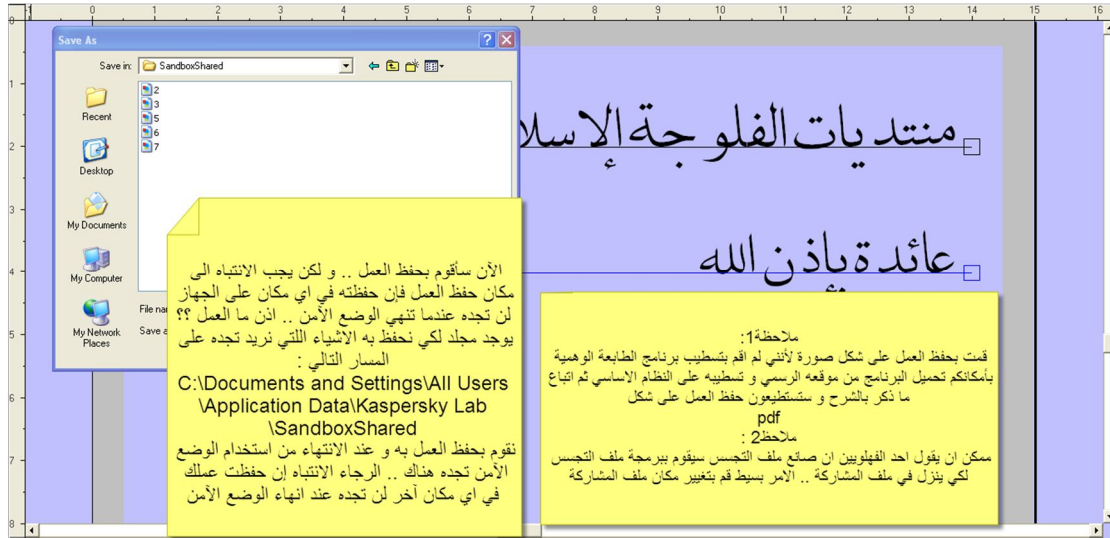 Save As
Save in:
SandboxShared
2
3
5
6
7
Recent
Desktop
My Documents
My Computer
My Network
Places
File na
Save a
منتديات الفلوجة الإسلا
عائدة بإذن الله
الآن سأقوم بحفظ العمل .. و لكن يجب الانتباه الى
مكان حفظ العمل فإن حفظته في اي مكان على الجهاز
لن تجده عندما تنهي الوضع الآمن .. اذن ما العمل ؟؟
يوجد مجلد لكي نحفظ به الاشياء اللتي نريد تجده على
المسار التالي :
C:\Documents and Settings\All Users
\Application Data\Kaspersky Lab
\SandboxShared
نقوم بحفظ العمل به و عند الانتهاء من استخدام الوضع
الآمن تجده هناك .. الرجاء الانتباه إن حفظت عملك
في اي مكان آخر لن تجده عند انهاء الوضع الآمن
ملاحظة1:
قمت بحفظ العمل على شكل صورة لأنني لم اقم بتسطيب برنامج الطابعة الوهمية
بأمكانكم تحميل البرنامج من موقعه الرسمي و تسطيبه على النظام الاساسي ثم اتباع
ما ذكر بالشرح و ستستطيعون حفظ العمل على شكل
pdf
ملاحظ2 :
ممكن ان يقول احد الفهلويين ان صانع ملف التجسس سيقوم ببرمجة ملف التجسس
لكي ينزل في ملف المشاركة .. الامر بسيط قم بتغيير مكان ملف المشاركة